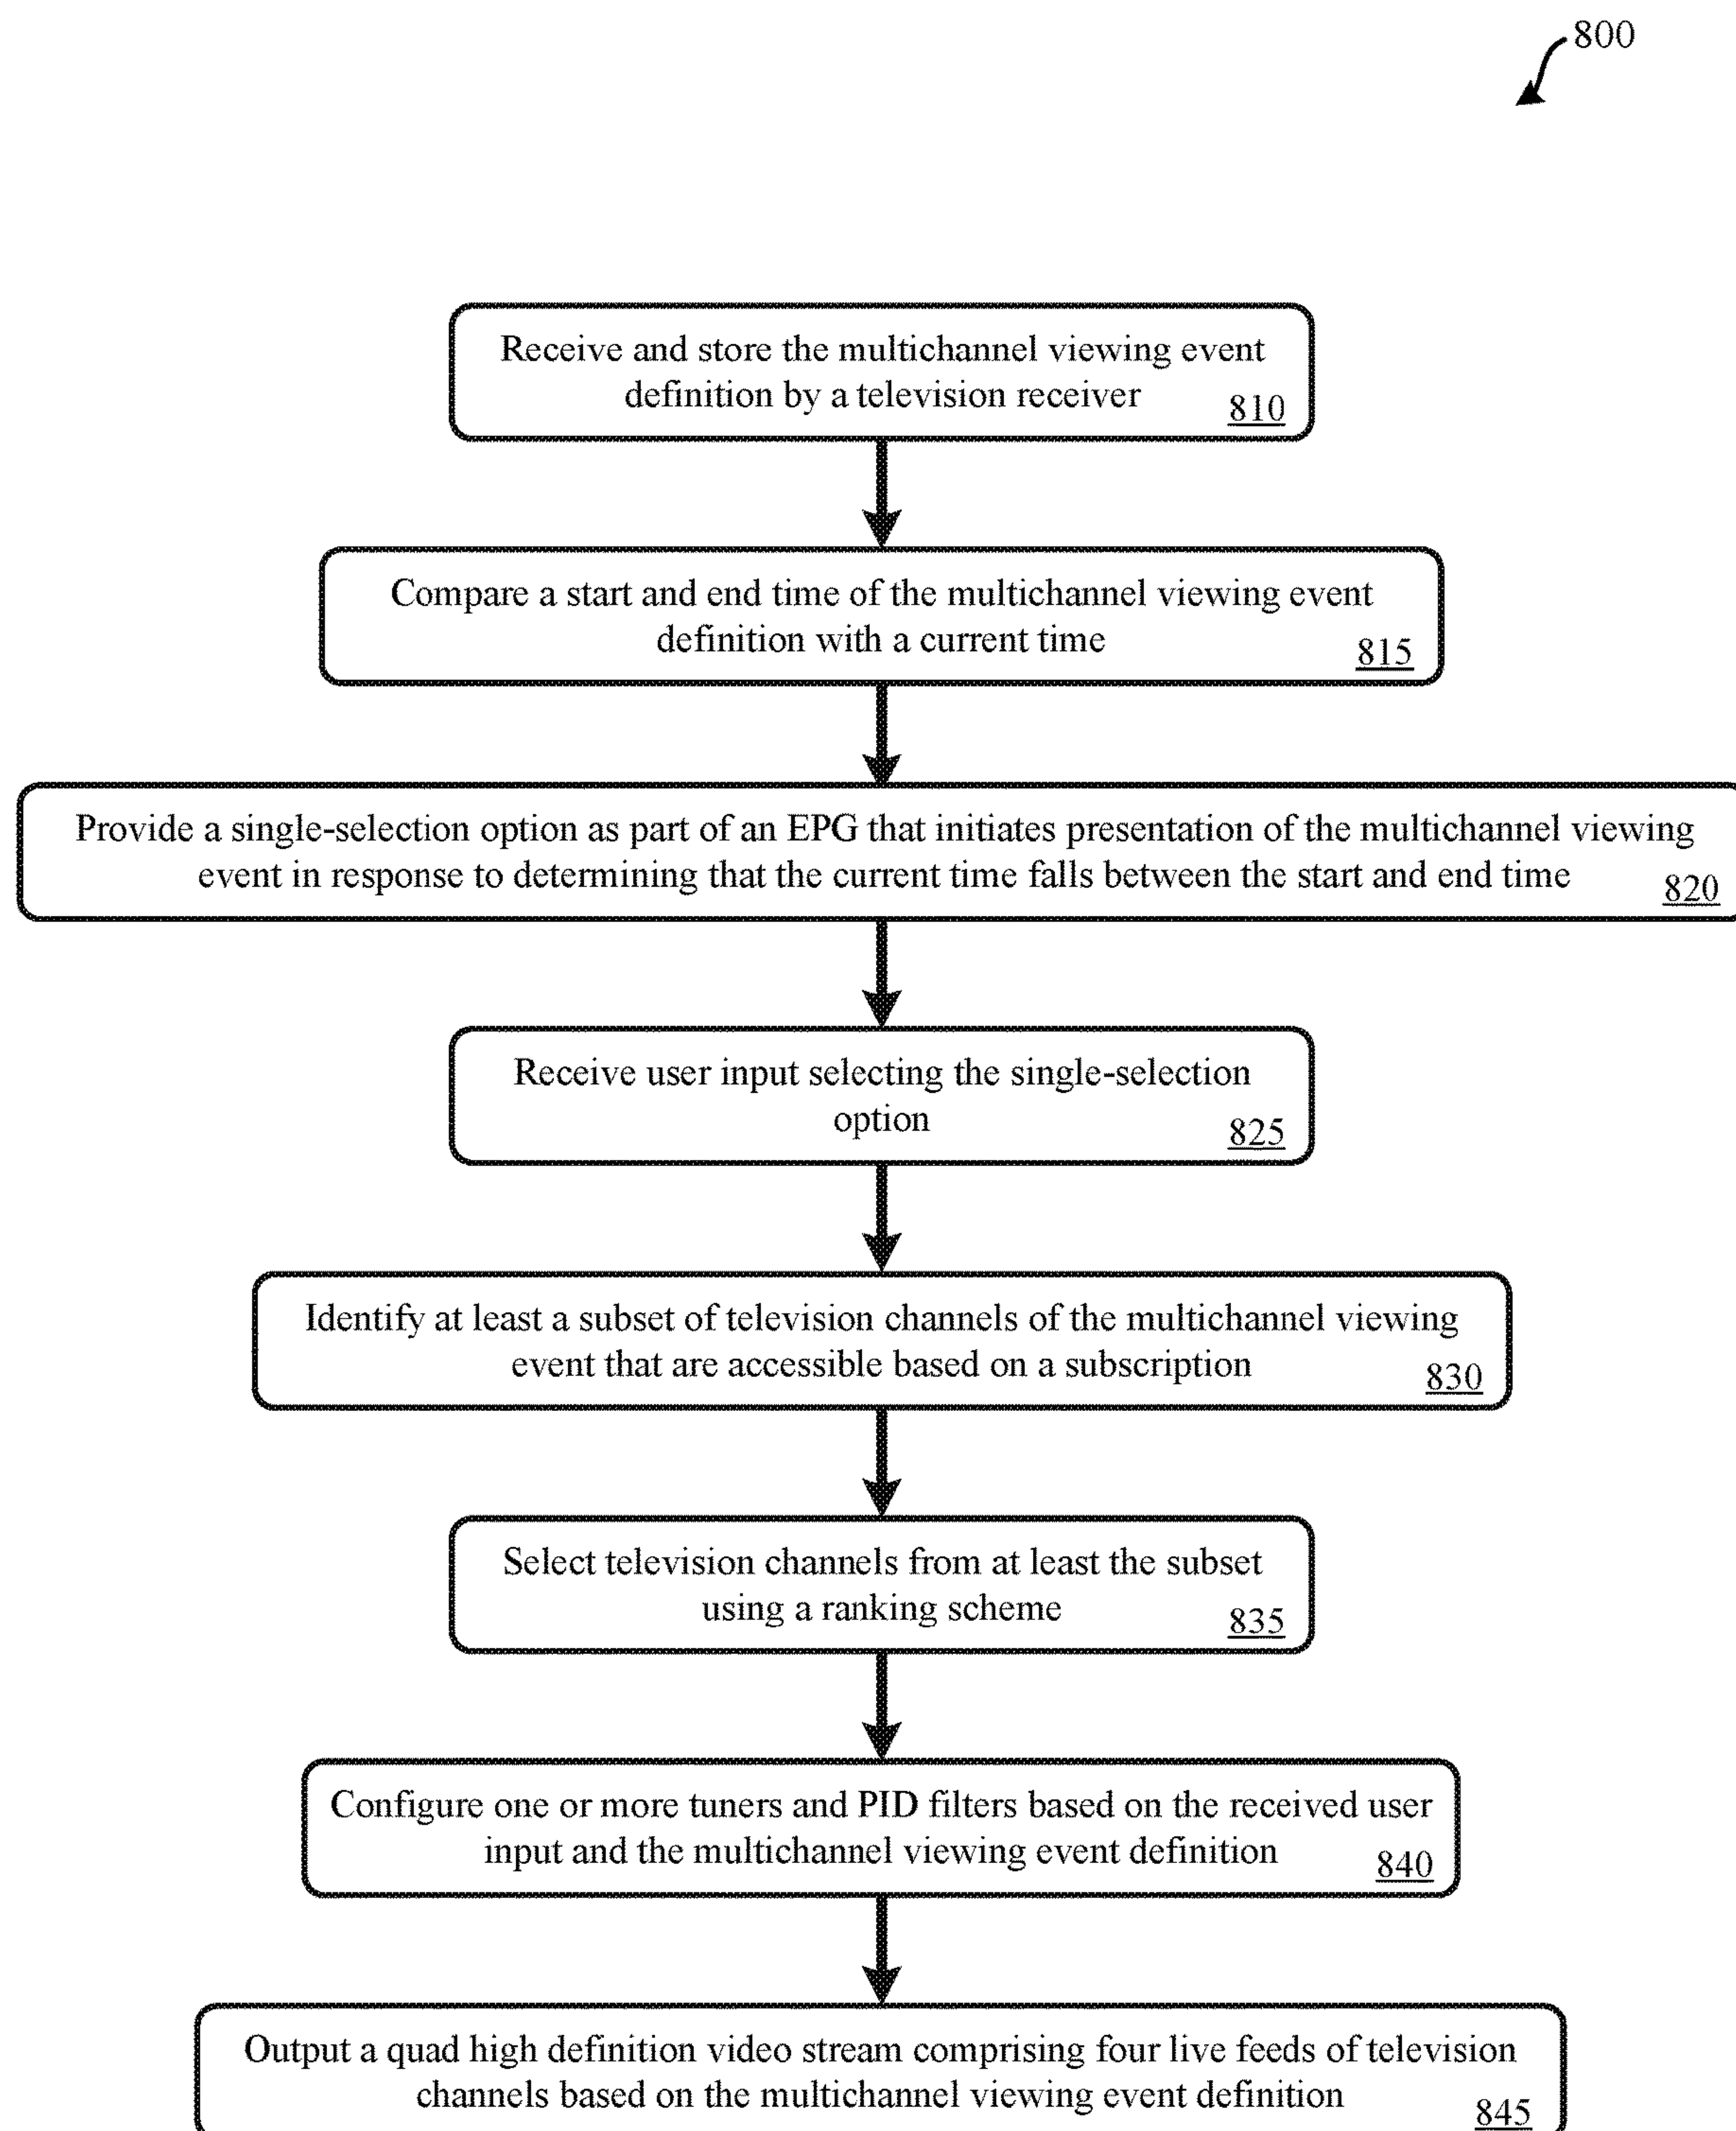 800
Receive and store the multichannel viewing event
definition by a television receiver
810
Compare a start and end time of the multichannel viewing event
definition with a current time
815
Provide a single-selection option as part of an EPG that initiates presentation of the multichannel viewing
event in response to determining that the current time falls between the start and end time
820
Receive user input selecting the single-selection
option
825
Identify at least a subset of television channels of the multichannel viewing
event that are accessible based on a subscription
830
Select television channels from at least the subset
using a ranking scheme
835
Configure one or more tuners and PID filters based on the received user
input and the multichannel viewing event definition
840
Output a quad high definition video stream comprising four live feeds of television
channels based on the multichannel viewing event definition
845